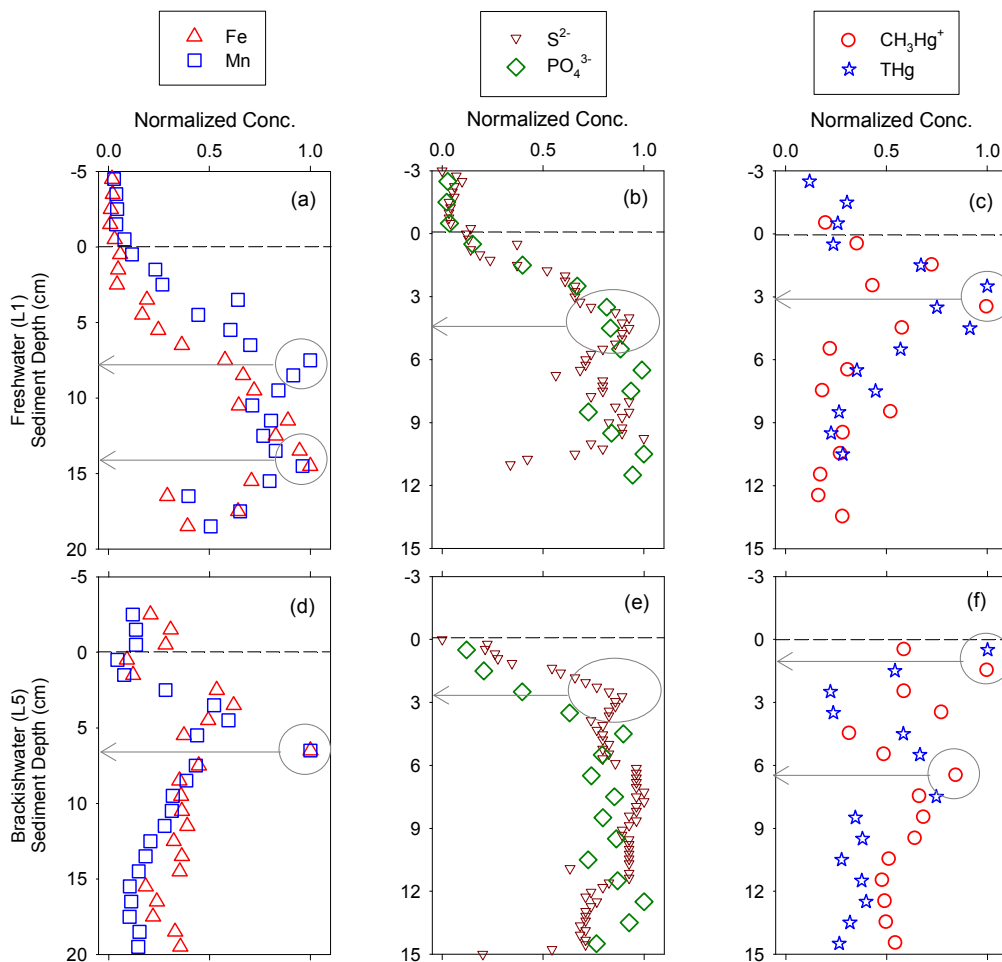 Fe
Mn
S²⁻
PO₄³⁻
CH₃Hg⁺
THg
Normalized Conc.
Normalized Conc.
Normalized Conc.
0.0 0.5 1.0
0.0 0.5 1.0
0.0 0.5 1.0
Freshwater (L1)
Sediment Depth (cm)
-5
0
5
10
15
20
(a)
-3
0
3
6
9
12
15
(b)
-3
0
3
6
9
12
15
(c)
Brackishwater (L5)
Sediment Depth (cm)
-5
0
5
10
15
20
(d)
-3
0
3
6
9
12
15
(e)
-3
0
3
6
9
12
15
(f)